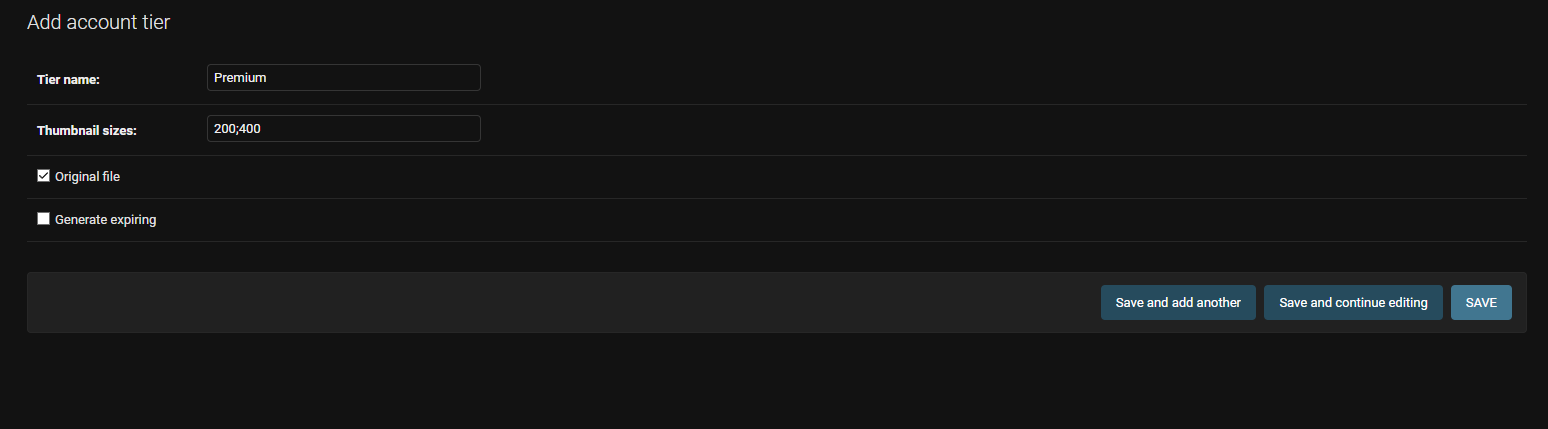 Add account tier
Tier name: Premium
Thumbnail sizes: 200;400
Original file
Generate expiring
Save and add another Save and continue editing SAVE